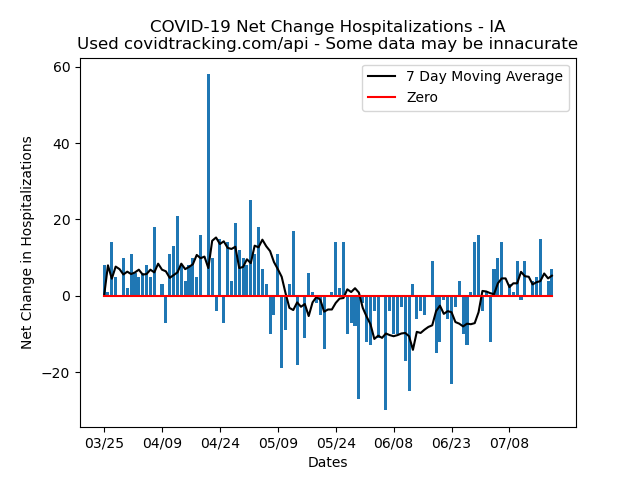 COVID-19 Net Change Hospitalizations - IA
Used covidtracking.com/api - Some data may be innacurate
7 Day Moving Average
Zero
Net Change in Hospitalizations
60
40
20
0
−20
03/25 04/09 04/24 05/09 05/24 06/08 06/23 07/08
Dates